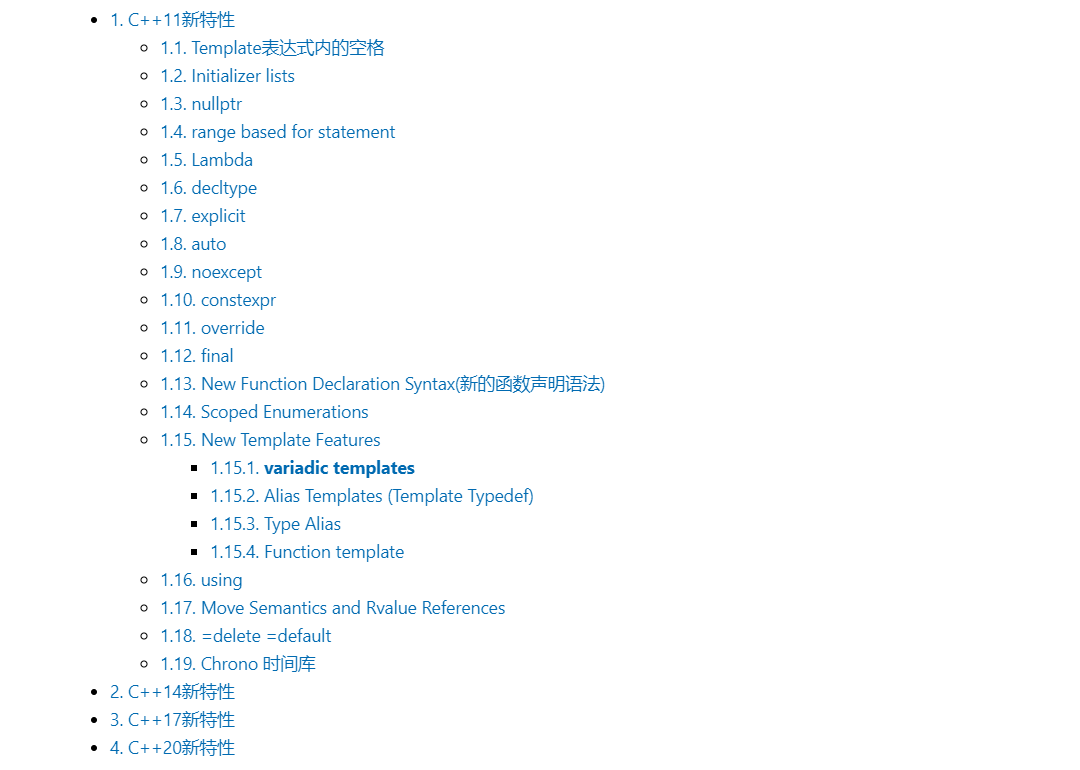 1. C++11新特性
1.1. Template表达式内的空格
1.2. Initializer lists
1.3. nullptr
1.4. range based for statement
1.5. Lambda
1.6. decltype
1.7. explicit
1.8. auto
1.9. noexcept
1.10. constexpr
1.11. override
1.12. final
1.13. New Function Declaration Syntax(新的函数声明语法)
1.14. Scoped Enumerations
1.15. New Template Features
1.15.1. variadic templates
1.15.2. Alias Templates (Template Typedef)
1.15.3. Type Alias
1.15.4. Function template
1.16. using
1.17. Move Semantics and Rvalue References
1.18. =delete =default
1.19. Chrono 时间库
2. C++14新特性
3. C++17新特性
4. C++20新特性